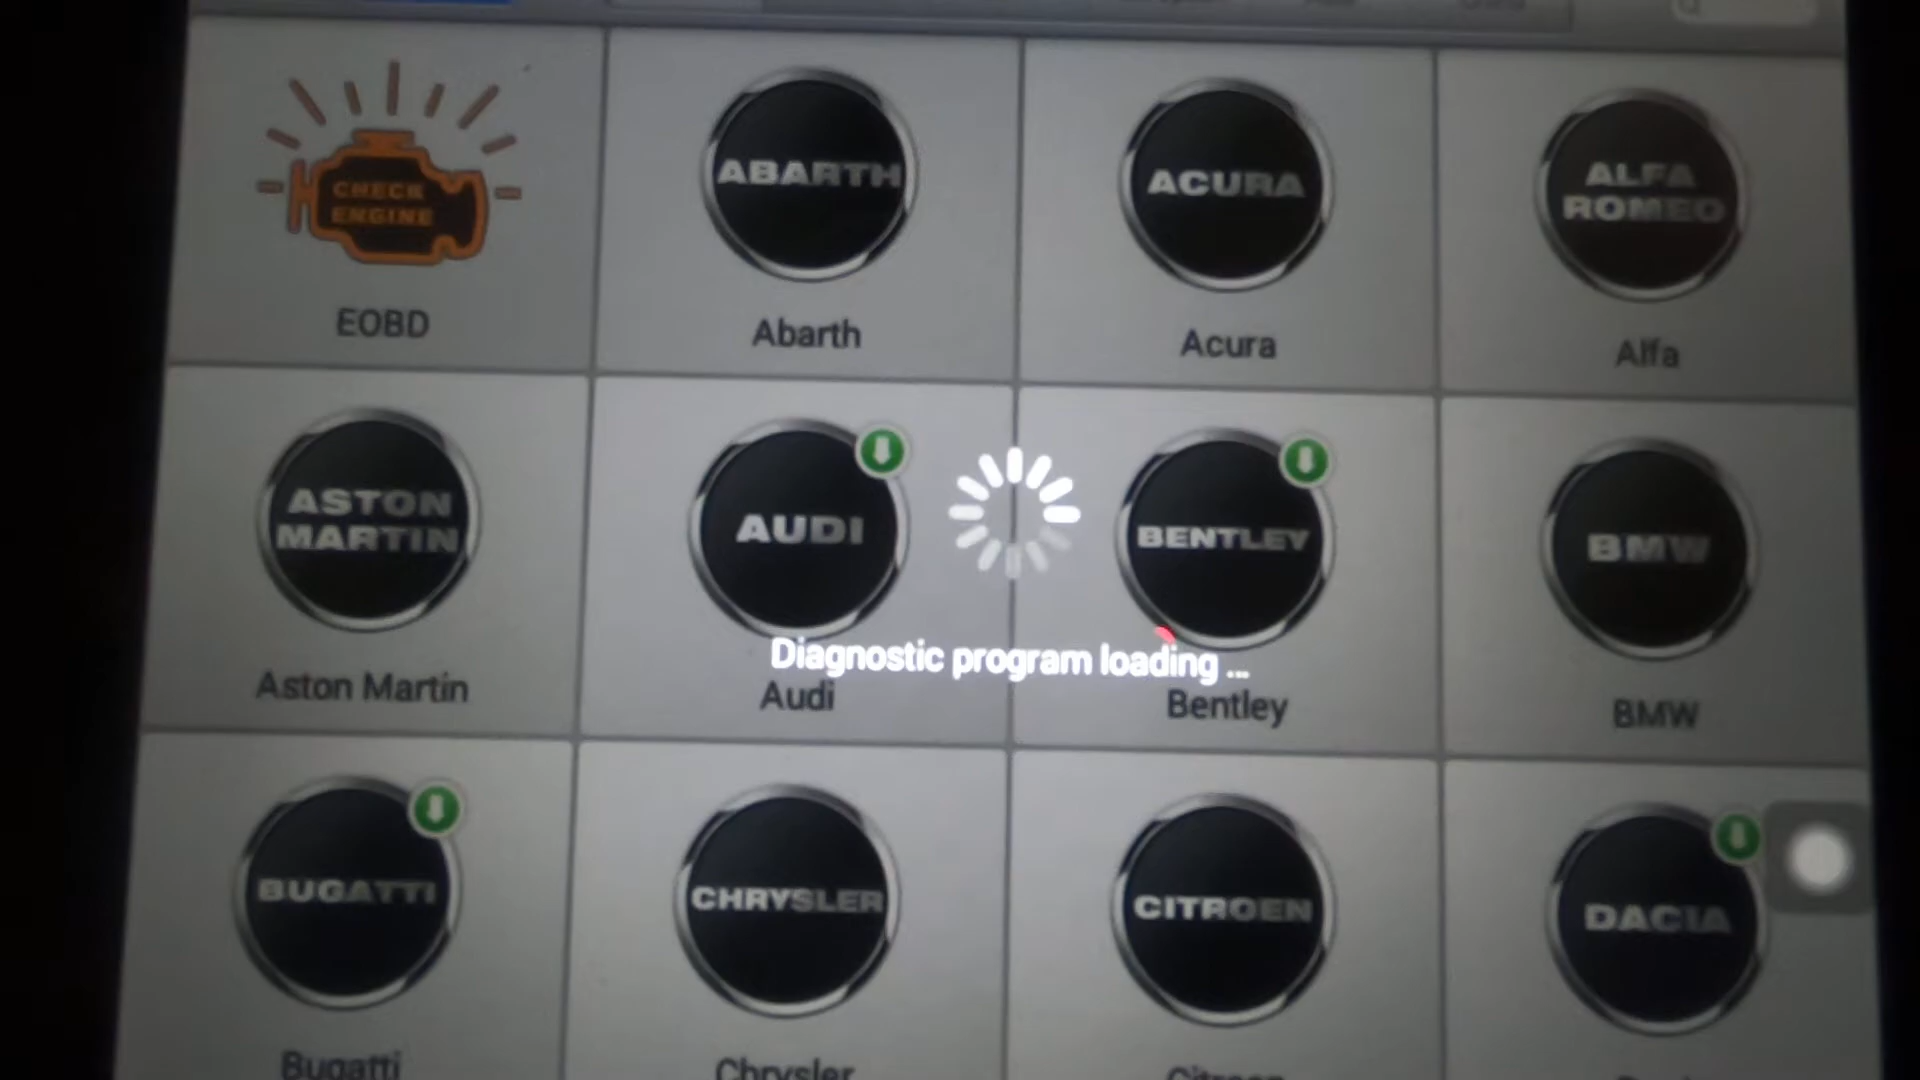 CHECK
ENGINE
EOBD
ABARTH
Abarth
ACURA
Acura
ALFA
ROMEO
Alfa
ASTON
MARTIN
Aston Martin
AUDI
Audi
BENTLEY
Bentley
BMW
BMW
Diagnostic program loading ...
BUGATTI
Bugatti
CHRYSLER
Chrysler
CITROEN
Citroen
DACIA